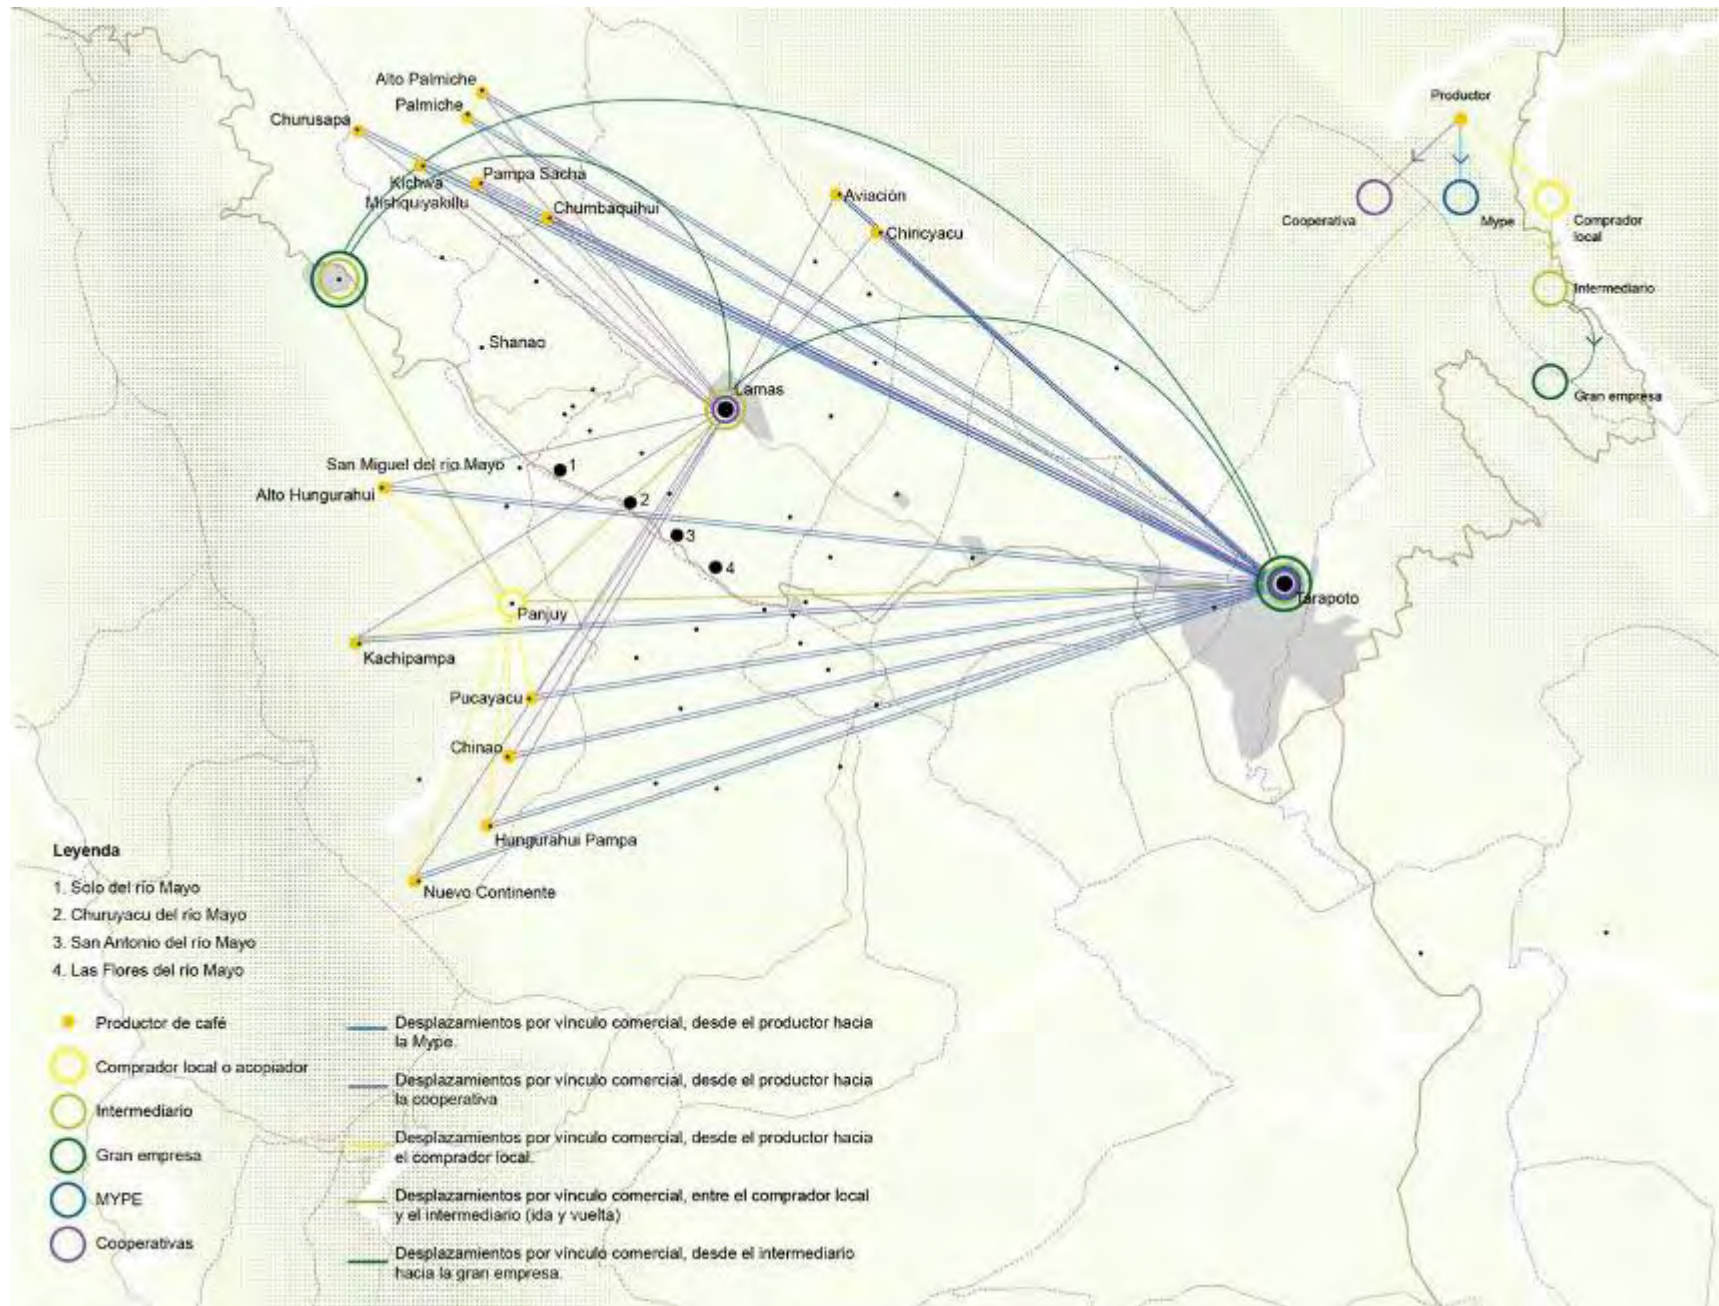 Alto Palmiche
Palmiche
Churusapa
Kichwa
Mishquiyakillu
Pampa Sacha
Chumbaquihui
Aviación
Chiricyacu
Productor
Cooperativa
Mype
Comprador
local
Intermediario
Gran empresa
Shanao
Lamas
San Miguel del río Mayo
Alto Hungurahui
1
2
3
4
Panjuy
Tarapoto
Kachipampa
Pucayacu
Chinao
Hungurahui Pampa
Nuevo Continente
Leyenda
1. Solo del río Mayo
2. Churuyacu del río Mayo
3. San Antonio del río Mayo
4. Las Flores del río Mayo
Productor de café
Comprador local o acopiador
Intermediario
Gran empresa
MYPE
Cooperativas
Desplazamientos por vínculo comercial, desde el productor hacia
la Mype.
Desplazamientos por vínculo comercial, desde el productor hacia
la cooperativa
Desplazamientos por vínculo comercial, desde el productor hacia
el comprador local.
Desplazamientos por vínculo comercial, entre el comprador local
y el intermediario (ida y vuelta)
Desplazamientos por vínculo comercial, desde el intermediario
hacia la gran empresa.